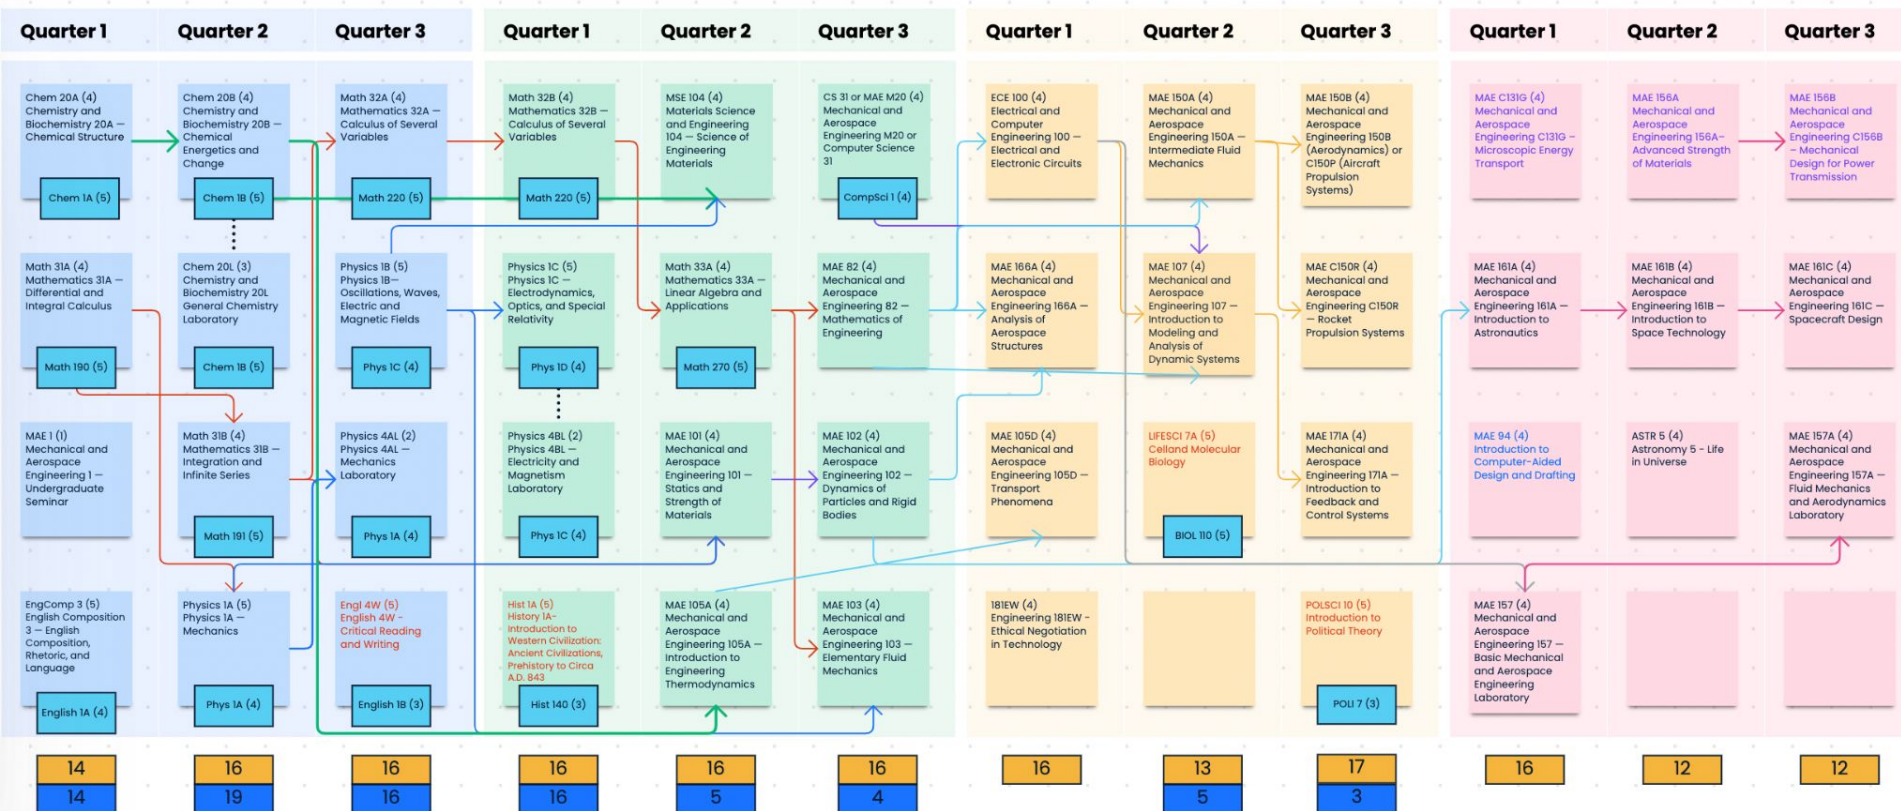 Quarter 1
Quarter 2
Quarter 3
Quarter 1
Quarter 2
Quarter 3
Quarter 1
Quarter 2
Quarter 3
Quarter 1
Quarter 2
Quarter 3
Chem 20A (4)
Chemistry and
Biochemistry 20A —
Chemical Structure
Chem 1A (5)
Chem 20B (4)
Chemistry and
Biochemistry 20B —
Chemical
Energetics and
Change
Chem 1B (5)
Math 32A (4)
Mathematics 32A —
Calculus of Several
Variables
Math 220 (5)
Math 32B (4)
Mathematics 32B —
Calculus of Several
Variables
Math 220 (5)
MSE 104 (4)
Materials Science
and Engineering
104 — Science of
Engineering
Materials
CS 31 or MAE M20 (4)
Mechanical and
Aerospace
Engineering M20 or
Computer Science
31
CompSci 1 (4)
ECE 100 (4)
Electrical and
Computer
Engineering 100 —
Electrical and
Electronic Circuits
MAE 150A (4)
Mechanical and
Aerospace
Engineering 150A —
Intermediate Fluid
Mechanics
MAE 150B (4)
Mechanical and
Aerospace
Engineering 150B
(Aerodynamics) or
C150P (Aircraft
Propulsion
Systems)
MAE C131G (4)
Mechanical and
Aerospace
Engineering C131G –
Microscopic Energy
Transport
MAE 156A
Mechanical and
Aerospace
Engineering 156A–
Advanced Strength
of Materials
MAE 156B
Mechanical and
Aerospace
Engineering C156B
– Mechanical
Design for Power
Transmission
Math 31A (4)
Mathematics 31A —
Differential and
Integral Calculus
Math 190 (5)
Chem 20L (3)
Chemistry and
Biochemistry 20L
General Chemistry
Laboratory
Chem 1B (5)
Physics 1B (5)
Physics 1B—
Oscillations, Waves,
Electric and
Magnetic Fields
Phys 1C (4)
Physics 1C (5)
Physics 1C —
Electrodynamics,
Optics, and Special
Relativity
Phys 1D (4)
Math 33A (4)
Mathematics 33A —
Linear Algebra and
Applications
Math 270 (5)
MAE 82 (4)
Mechanical and
Aerospace
Engineering 82 —
Mathematics of
Engineering
MAE 166A (4)
Mechanical and
Aerospace
Engineering 166A —
Analysis of
Aerospace
Structures
MAE 107 (4)
Mechanical and
Aerospace
Engineering 107 —
Introduction to
Modeling and
Analysis of
Dynamic Systems
MAE C150R (4)
Mechanical and
Aerospace
Engineering C150R
— Rocket
Propulsion Systems
MAE 161A (4)
Mechanical and
Aerospace
Engineering 161A —
Introduction to
Astronautics
MAE 161B (4)
Mechanical and
Aerospace
Engineering 161B —
Introduction to
Space Technology
MAE 161C (4)
Mechanical and
Aerospace
Engineering 161C —
Spacecraft Design
MAE 1 (1)
Mechanical and
Aerospace
Engineering 1 —
Undergraduate
Seminar
Math 31B (4)
Mathematics 31B —
Integration and
Infinite Series
Math 191 (5)
Physics 4AL (2)
Physics 4AL —
Mechanics
Laboratory
Phys 1A (4)
Physics 4BL (2)
Physics 4BL —
Electricity and
Magnetism
Laboratory
Phys 1C (4)
MAE 101 (4)
Mechanical and
Aerospace
Engineering 101 —
Statics and
Strength of
Materials
MAE 102 (4)
Mechanical and
Aerospace
Engineering 102 —
Dynamics of
Particles and Rigid
Bodies
MAE 105D (4)
Mechanical and
Aerospace
Engineering 105D —
Transport
Phenomena
LIFESCI 7A (5)
Celland Molecular
Biology
BIOL 110 (5)
MAE 171A (4)
Mechanical and
Aerospace
Engineering 171A —
Introduction to
Feedback and
Control Systems
MAE 94 (4)
Introduction to
Computer-Aided
Design and Drafting
ASTR 5 (4)
Astronomy 5 - Life
in Universe
MAE 157A (4)
Mechanical and
Aerospace
Engineering 157A —
Fluid Mechanics
and Aerodynamics
Laboratory
EngComp 3 (5)
English Composition
3 — English
Composition,
Rhetoric, and
Language
English 1A (4)
Physics 1A (5)
Physics 1A —
Mechanics
Phys 1A (4)
Engl 4W (5)
English 4W -
Critical Reading
and Writing
English 1B (3)
Hist 1A (5)
History 1A-
Introduction to
Western Civilization:
Ancient Civilizations,
Prehistory to Circa
A.D. 843
Hist 140 (3)
MAE 105A (4)
Mechanical and
Aerospace
Engineering 105A —
Introduction to
Engineering
Thermodynamics
MAE 103 (4)
Mechanical and
Aerospace
Engineering 103 —
Elementary Fluid
Mechanics
181EW (4)
Engineering 181EW -
Ethical Negotiation
in Technology
POLSCI 10 (5)
Introduction to
Political Theory
POLI 7 (3)
MAE 157 (4)
Mechanical and
Aerospace
Engineering 157 —
Basic Mechanical
and Aerospace
Engineering
Laboratory
14
16
16
16
16
16
16
13
17
16
12
12
14
19
16
16
5
4
5
3